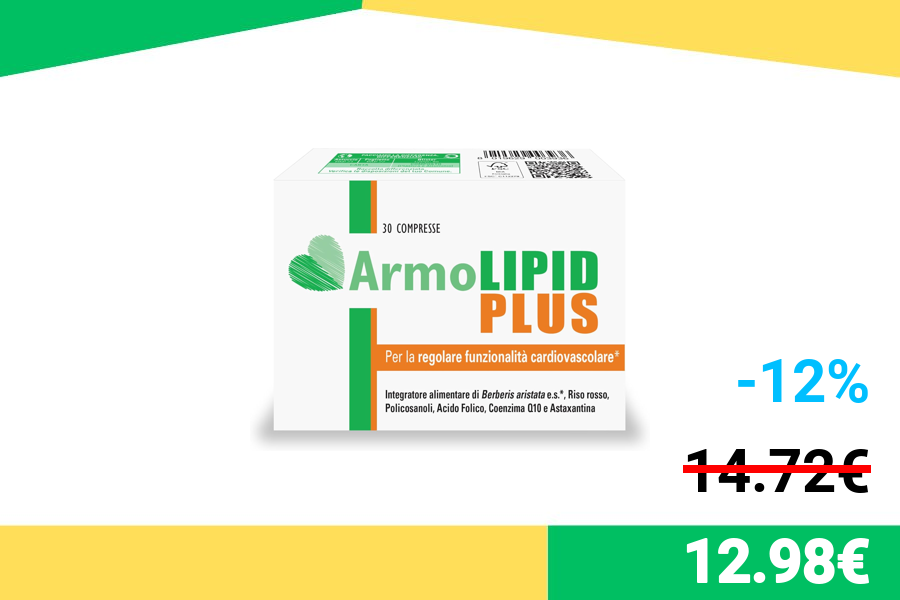 30 COMPRESSE
ArmoLIPID
PLUS
Per la regolare funzionalità cardiovascolare*
Integratore alimentare di Berberis aristata e.s.*, Riso rosso,
Policosanoli, Acido Folico, Coenzima Q10 e Astaxantina
-12%
14.72€
12.98€